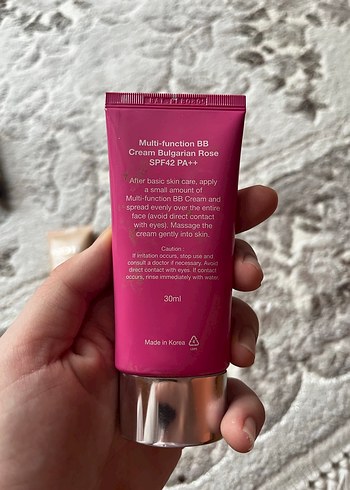 Multi-function BB
Cream Bulgarian Rose
SPF42 PA++
After basic skin care, apply
a small amount of
Multi-function BB Cream and
spread evenly over the entire
face (avoid direct contact
with eyes). Massage the
cream gently into skin.
Caution
If irritation occurs, stop use and
consult a doctor if necessary. Avoid
direct contact with eyes. If contact
occurs, rinse immediately with water.
30ml
Made in Korea